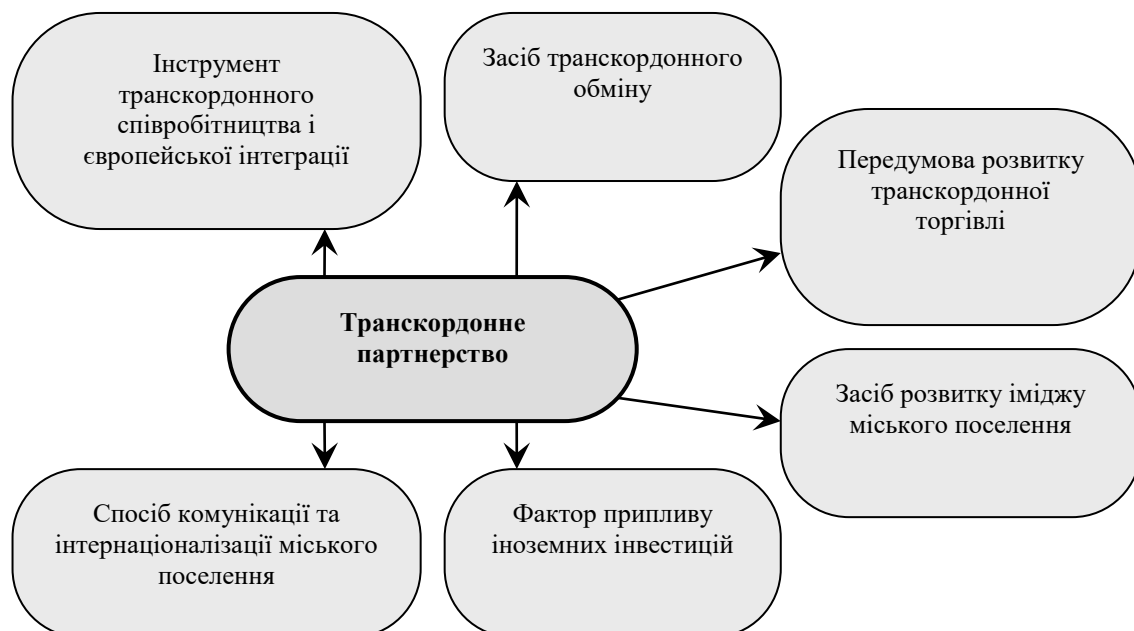 Інструмент
транскордонного
співробітництва і
європейської інтеграції
Засіб транскордонного
обміну
Передумова розвитку
транскордонної
торгівлі
Транскордонне
партнерство
Засіб розвитку іміджу
міського поселення
Спосіб комунікації та
інтернаціоналізації міського
поселення
Фактор припливу
іноземних інвестицій